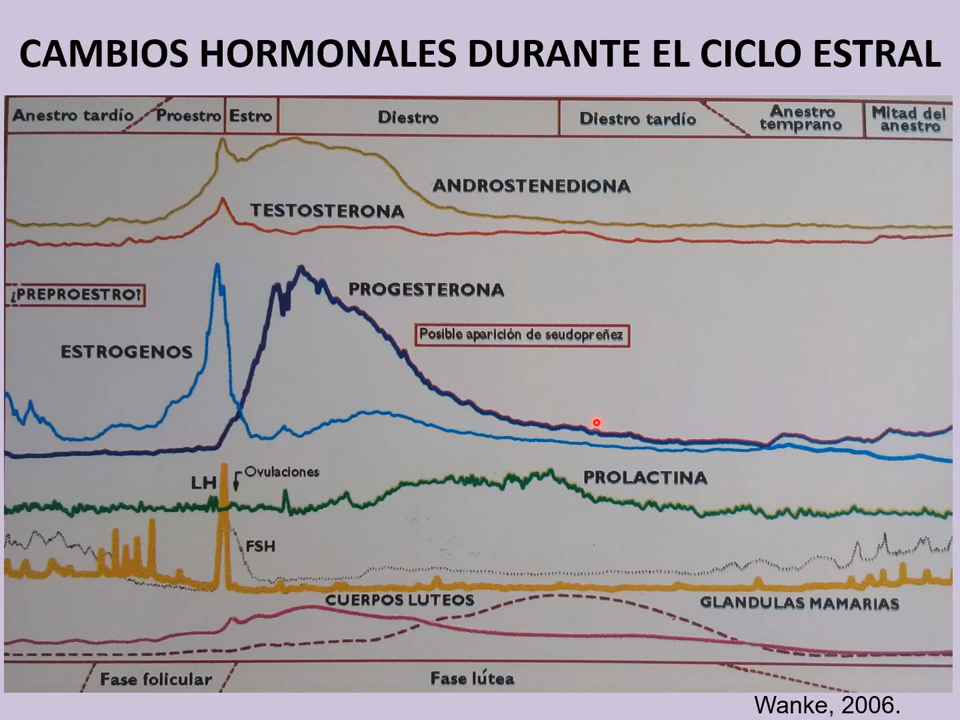 CAMBIOS HORMONALES DURANTE EL CICLO ESTRAL
Anestro tardío
Proestro
Estro
Diestro
Diestro tardío
Anestro
temprano
Mitad del
anestro
ANDROSTENEDIONA
TESTOSTERONA
¿PREPROESTRO?
PROGESTERONA
Posible aparición de seudopreñez
ESTROGENOS
LH
Ovulaciones
PROLACTINA
FSH
CUERPOS LUTEOS
GLANDULAS MAMARIAS
Fase folicular
Fase lútea
Wanke, 2006.